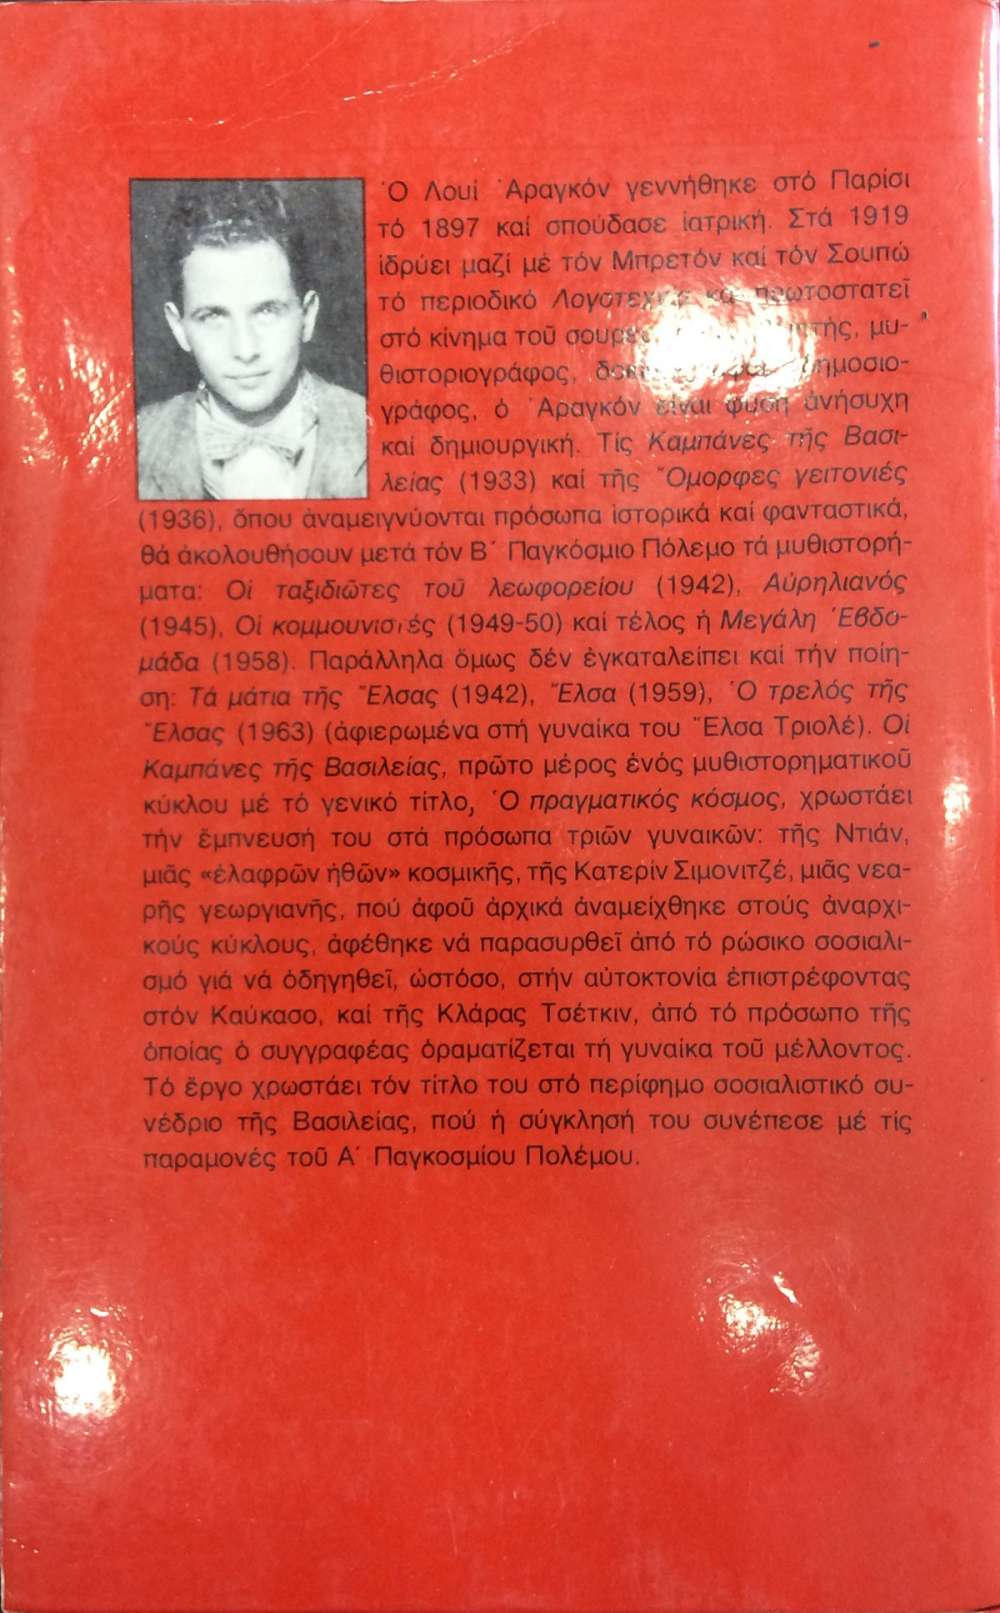 Ὁ Λουί Ἀραγκόν γεννήθηκε στό Παρίσι
τό 1897 καί σπούδασε ἰατρική. Στά 1919
ἱδρύει μαζί μέ τόν Μπρετόν καί τόν Σουπώ
τό περιοδικό πρωτοστατεῖ
στό κίνημα τοῦ μυ-
θιστοριογράφος, δημοσιο-
γράφος, ὁ Ἀραγκόν εἶναι φύση ἀνήσυχη
καί δημιουργική. Τίς Καμπάνες τῆς Βασι-
λείας (1933) καί τῆς Ὄμορφες γειτονιές
(1936), ὅπου ἀναμειγνύονται πρόσωπα ἱστορικά καί φανταστικά,
θά ἀκολουθήσουν μετά τόν Β΄ Παγκόσμιο Πόλεμο τά μυθιστορή-
ματα: Οἱ ταξιδιῶτες τοῦ λεωφορείου (1942), Αὐρηλιανός
(1945), Οἱ κομμουνιστές (1949-50) καί τέλος ἡ Μεγάλη Ἑβδο-
μάδα (1958). Παράλληλα ὅμως δέν ἐγκαταλείπει καί τήν ποίη-
ση: Τά μάτια τῆς Ἔλσας (1942), Ἔλσα (1959), Ὁ τρελός τῆς
Ἔλσας (1963) (ἀφιερωμένα στή γυναίκα του Ἔλσα Τριολέ). Οἱ
Καμπάνες τῆς Βασιλείας, πρῶτο μέρος ἑνός μυθιστορηματικοῦ
κύκλου μέ τό γενικό τίτλο, Ὁ πραγματικός κόσμος, χρωστάει
τήν ἔμπνευσή του στά πρόσωπα τριῶν γυναικῶν: τῆς Ντιάν,
μιᾶς «ἐλαφρῶν ἠθῶν» κοσμικῆς, τῆς Κατερίν Σιμονιτζέ, μιᾶς νεα-
ρῆς γεωργιανῆς, πού ἀφοῦ ἀρχικά ἀναμείχθηκε στούς ἀναρχι-
κούς κύκλους, ἀφέθηκε νά παρασυρθεῖ ἀπό τό ρώσικο σοσιαλι-
σμό γιά νά ὁδηγηθεῖ, ὡστόσο, στήν αὐτοκτονία ἐπιστρέφοντας
στόν Καύκασο, καί τῆς Κλάρας Τσέτκιν, ἀπό τό πρόσωπο τῆς
ὁποίας ὁ συγγραφέας ὁραματίζεται τή γυναίκα τοῦ μέλλοντος.
Τό ἔργο χρωστάει τόν τίτλο του στό περίφημο σοσιαλιστικό συ-
νέδριο τῆς Βασιλείας, πού ἡ σύγκλησή του συνέπεσε μέ τίς
παραμονές τοῦ Α΄ Παγκοσμίου Πολέμου.